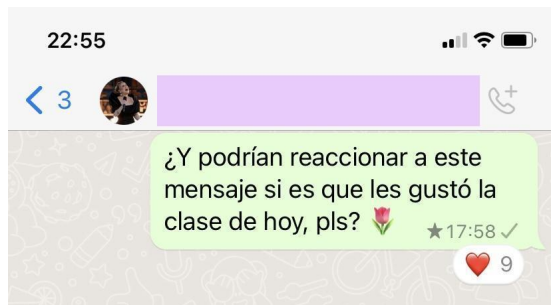 22:55
3
¿Y podrían reaccionar a este
mensaje si es que les gustó la
clase de hoy, pls? 🌷
★17:58 ✓
❤️ 9